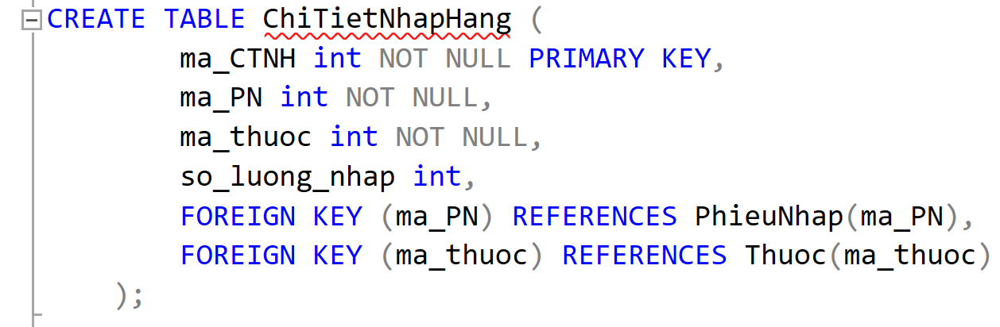 CREATE TABLE ChiTietNhapHang (
ma_CTNH int NOT NULL PRIMARY KEY,
ma_PN int NOT NULL,
ma_thuoc int NOT NULL,
so_luong_nhap int,
FOREIGN KEY (ma_PN) REFERENCES PhieuNhap(ma_PN),
FOREIGN KEY (ma_thuoc) REFERENCES Thuoc(ma_thuoc)
);